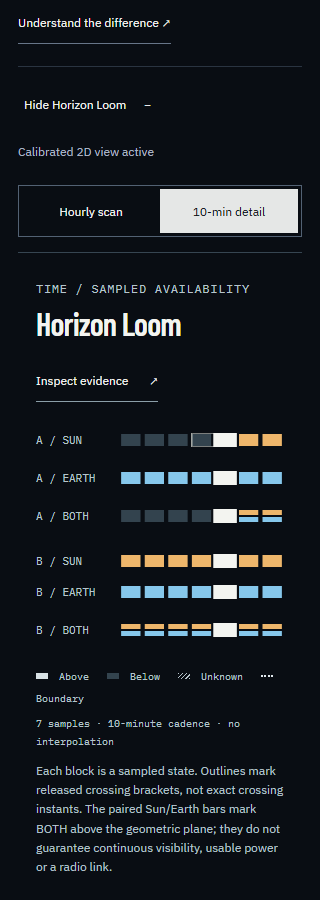 Understand the difference ↗
Hide Horizon Loom –
Calibrated 2D view active
Hourly scan 10-min detail
TIME / SAMPLED AVAILABILITY
Horizon Loom
Inspect evidence ↗
A / SUN
A / EARTH
A / BOTH
B / SUN
B / EARTH
B / BOTH
Above Below Unknown
Boundary
7 samples · 10-minute cadence · no
interpolation
Each block is a sampled state. Outlines mark
released crossing brackets, not exact crossing
instants. The paired Sun/Earth bars mark
BOTH above the geometric plane; they do not
guarantee continuous visibility, usable power
or a radio link.